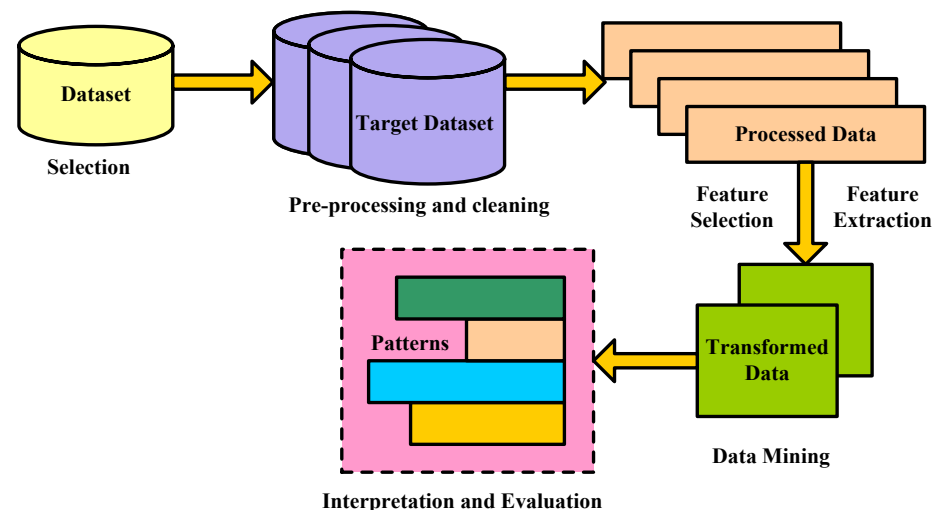 Dataset
Selection
Target Dataset
Pre-processing and cleaning
Processed Data
Feature
Selection
Feature
Extraction
Transformed
Data
Data Mining
Patterns
Interpretation and Evaluation